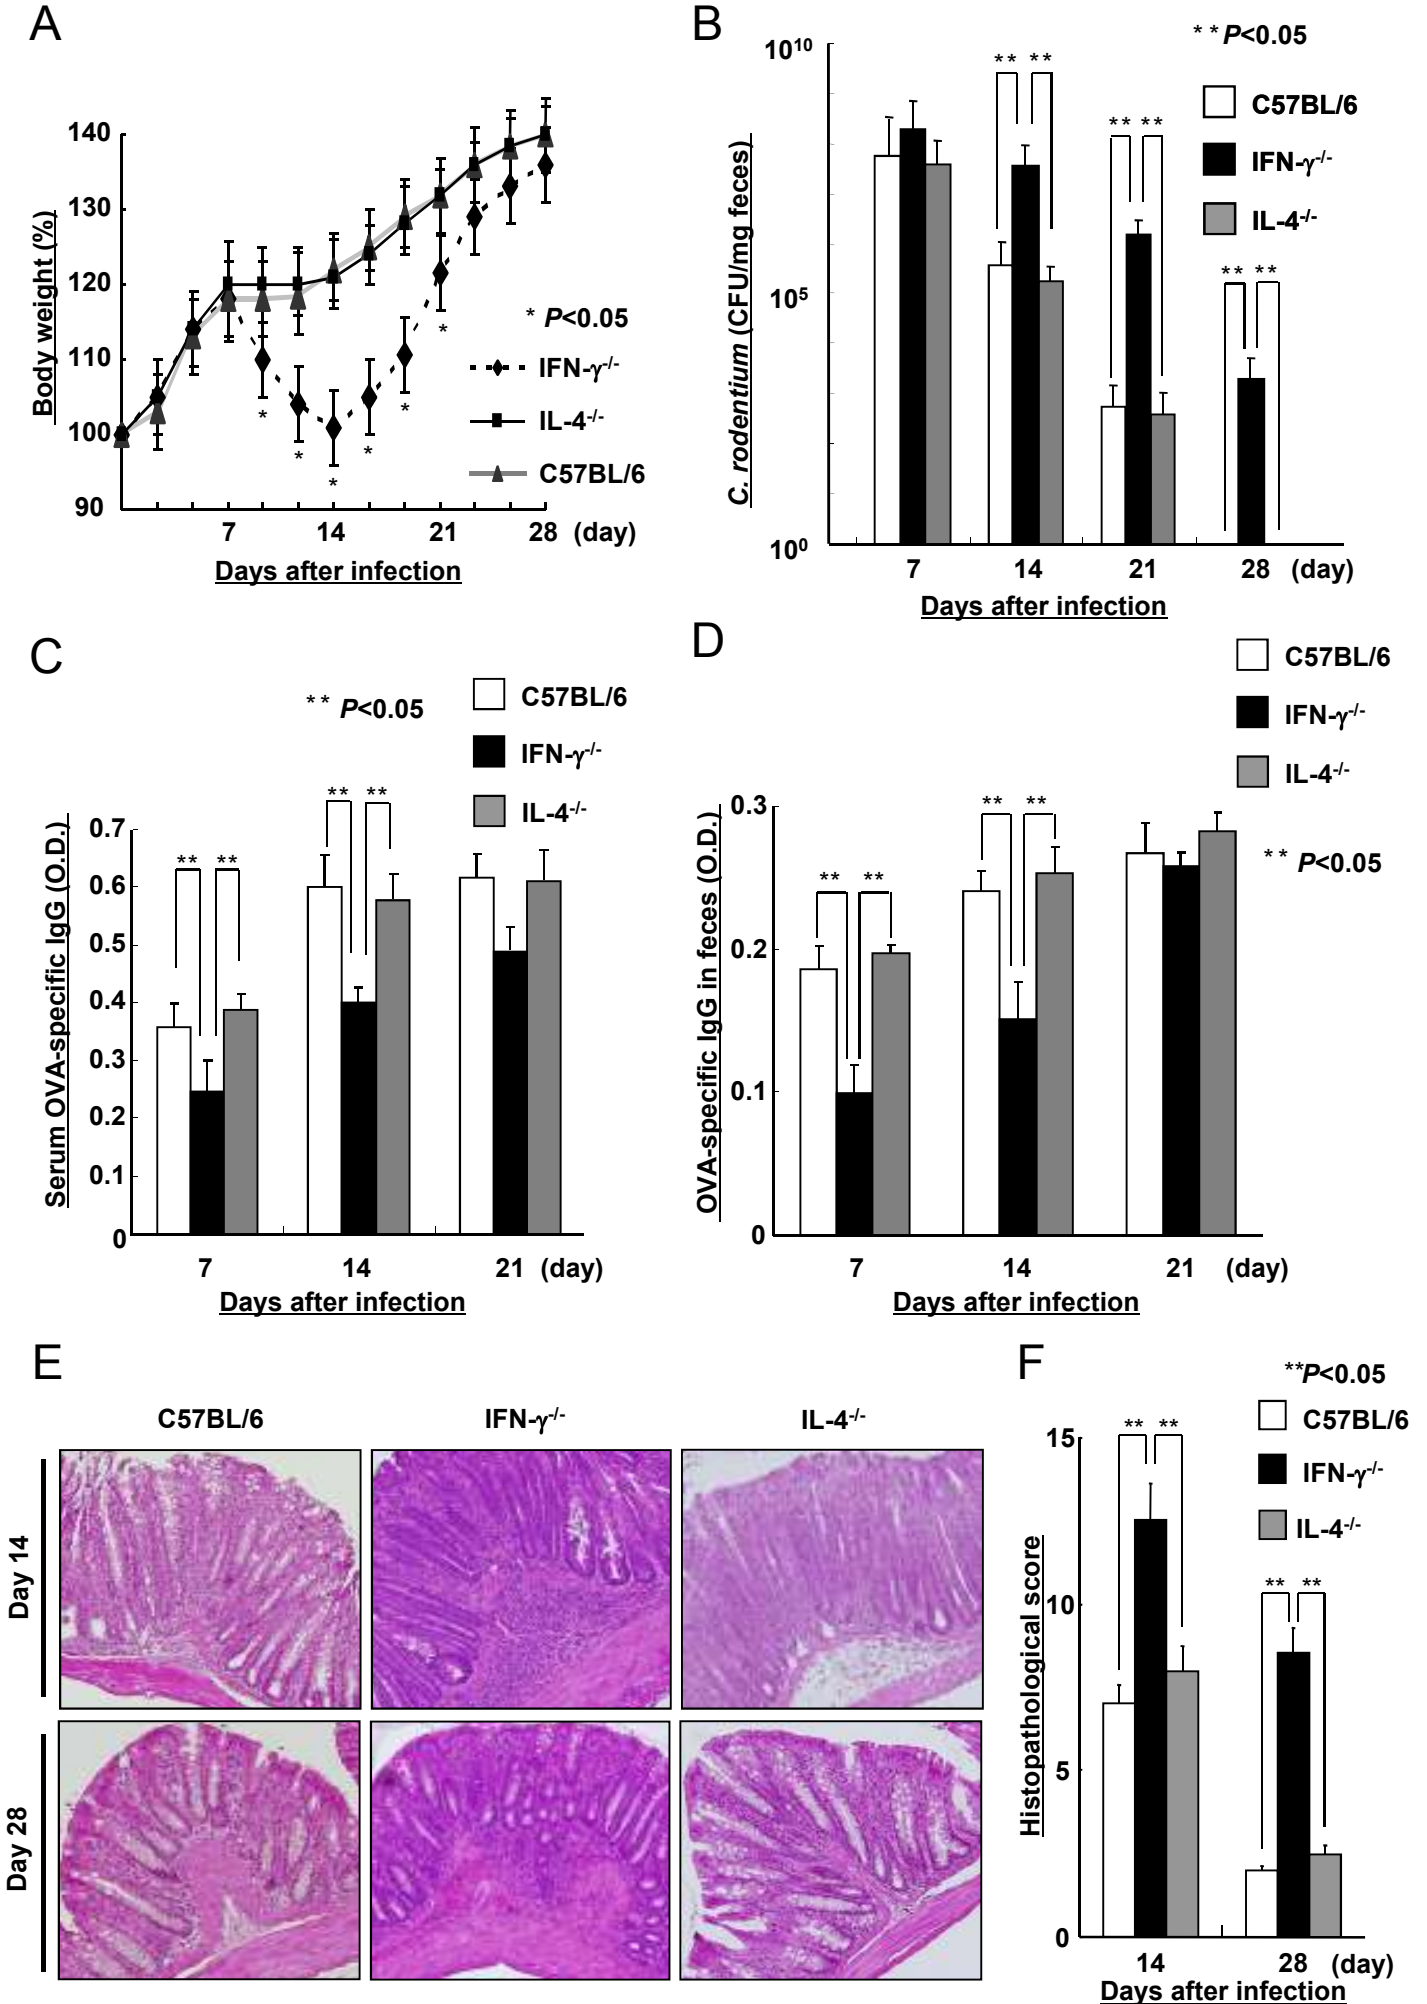 A
Body weight (%)
140
130
120
110
100
90
7 14 21 28 (day)
Days after infection
* P<0.05
IFN-γ-/-
IL-4-/-
C57BL/6
* * * * * *
*
B
** P<0.05
C57BL/6
IFN-γ-/-
IL-4-/-
C. rodentium (CFU/mg feces)
10^10
10^5
10^0
** **
** **
** **
7 14 21 28 (day)
Days after infection
C
** P<0.05
C57BL/6
IFN-γ-/-
IL-4-/-
Serum OVA-specific IgG (O.D.)
0.7
0.6
0.5
0.4
0.3
0.2
0.1
0
** **
** **
7 14 21 (day)
Days after infection
D
C57BL/6
IFN-γ-/-
IL-4-/-
** P<0.05
OVA-specific IgG in feces (O.D.)
0.3
0.2
0.1
0
** **
** **
7 14 21 (day)
Days after infection
E
C57BL/6 IFN-γ-/- IL-4-/-
Day 14
Day 28
F
**P<0.05
C57BL/6
IFN-γ-/-
IL-4-/-
Histopathological score
15
10
5
0
** **
** **
14 28 (day)
Days after infection